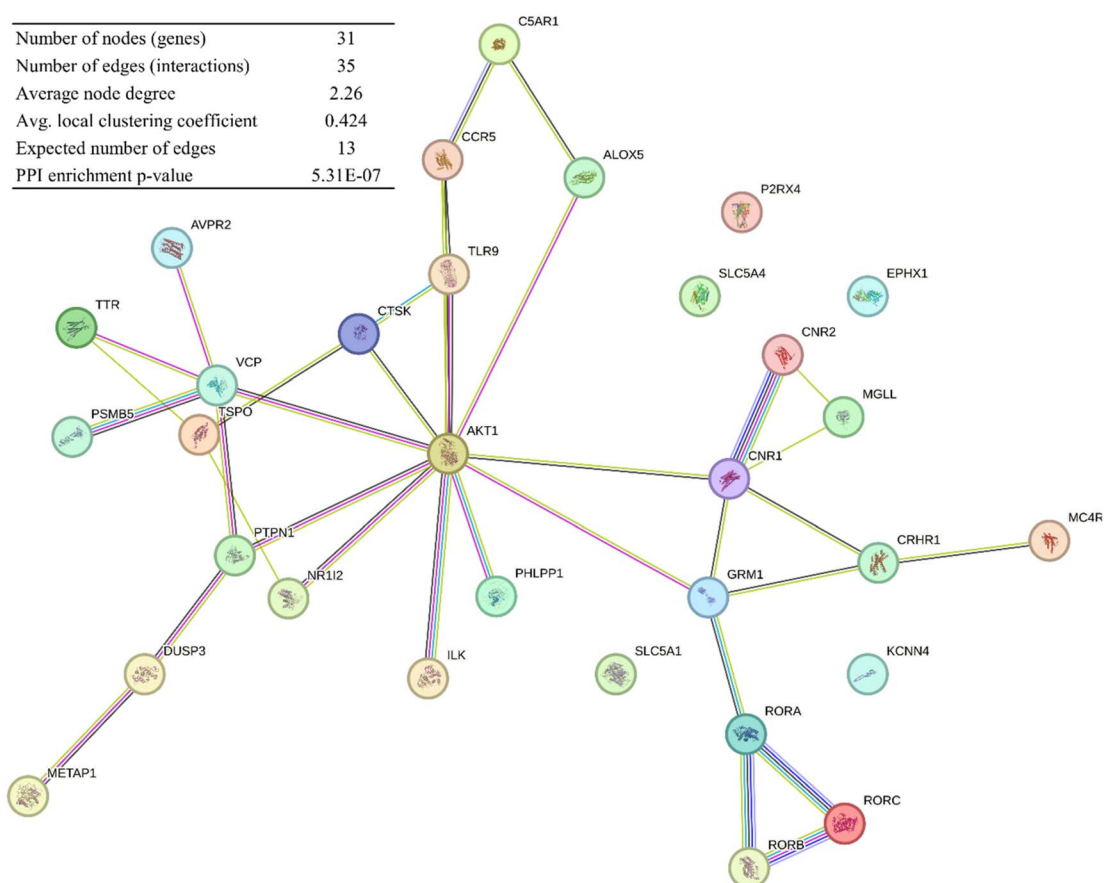 Number of nodes (genes) 31
Number of edges (interactions) 35
Average node degree 2.26
Avg. local clustering coefficient 0.424
Expected number of edges 13
PPI enrichment p-value 5.31E-07
C5AR1
CCR5
ALOX5
P2RX4
AVPR2
TLR9
SLC5A4
EPHX1
TTR
CTSK
CNR2
VCP
MGLL
PSMB5
TSPO
AKT1
CNR1
MC4R
PTPN1
CRHR1
NR1I2
PHLPP1
GRM1
DUSP3
ILK
SLC5A1
KCNN4
RORA
METAP1
RORC
RORB